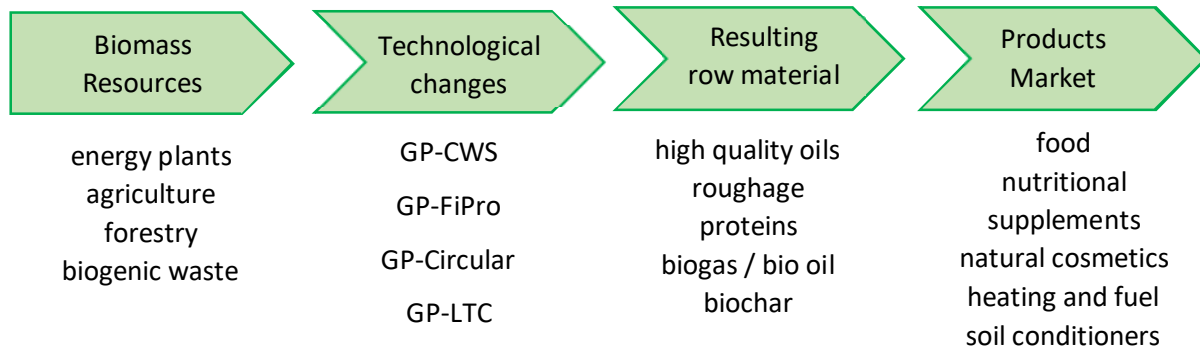 Biomass
Resources
energy plants
agriculture
forestry
biogenic waste
Technological
changes
GP-CWS
GP-FiPro
GP-Circular
GP-LTC
Resulting
row material
high quality oils
roughage
proteins
biogas / bio oil
biochar
Products
Market
food
nutritional
supplements
natural cosmetics
heating and fuel
soil conditioners